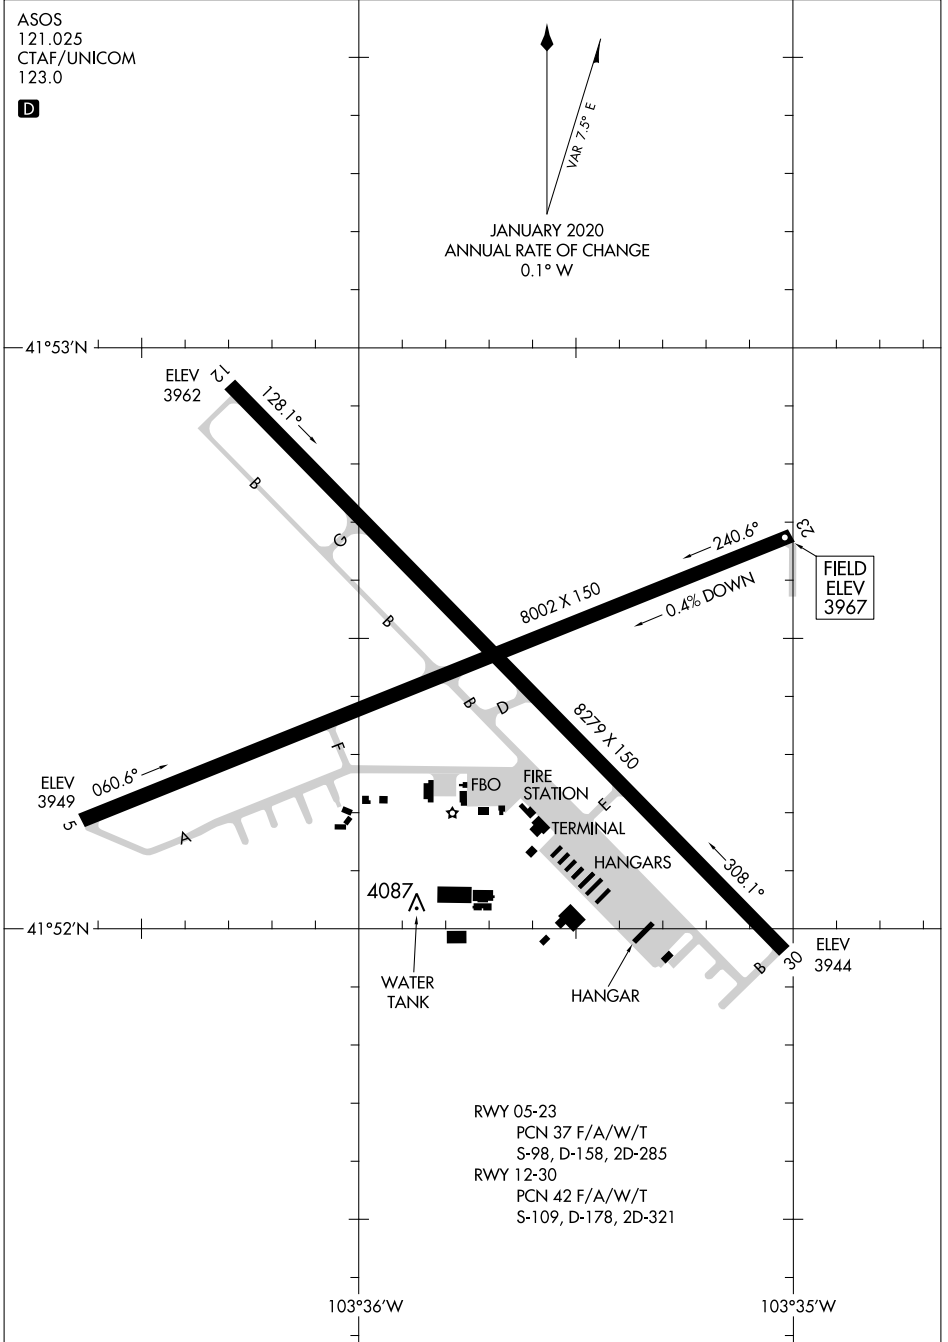 ASOS
121.025
CTAF/UNICOM
123.0
D
VAR 7.5° E
JANUARY 2020
ANNUAL RATE OF CHANGE
0.1° W
41°53'N
ELEV
3962
12
128.1°
B
G
240.6°
23
FIELD
ELEV
3967
8002 X 150
0.4% DOWN
B
B
D
8279 X 150
F
ELEV
3949
060.6°
5
A
FBO
FIRE
STATION
E
TERMINAL
HANGARS
308.1°
4087
41°52'N
ELEV
3944
30
B
WATER
TANK
HANGAR
RWY 05-23
PCN 37 F/A/W/T
S-98, D-158, 2D-285
RWY 12-30
PCN 42 F/A/W/T
S-109, D-178, 2D-321
103°36'W
103°35'W